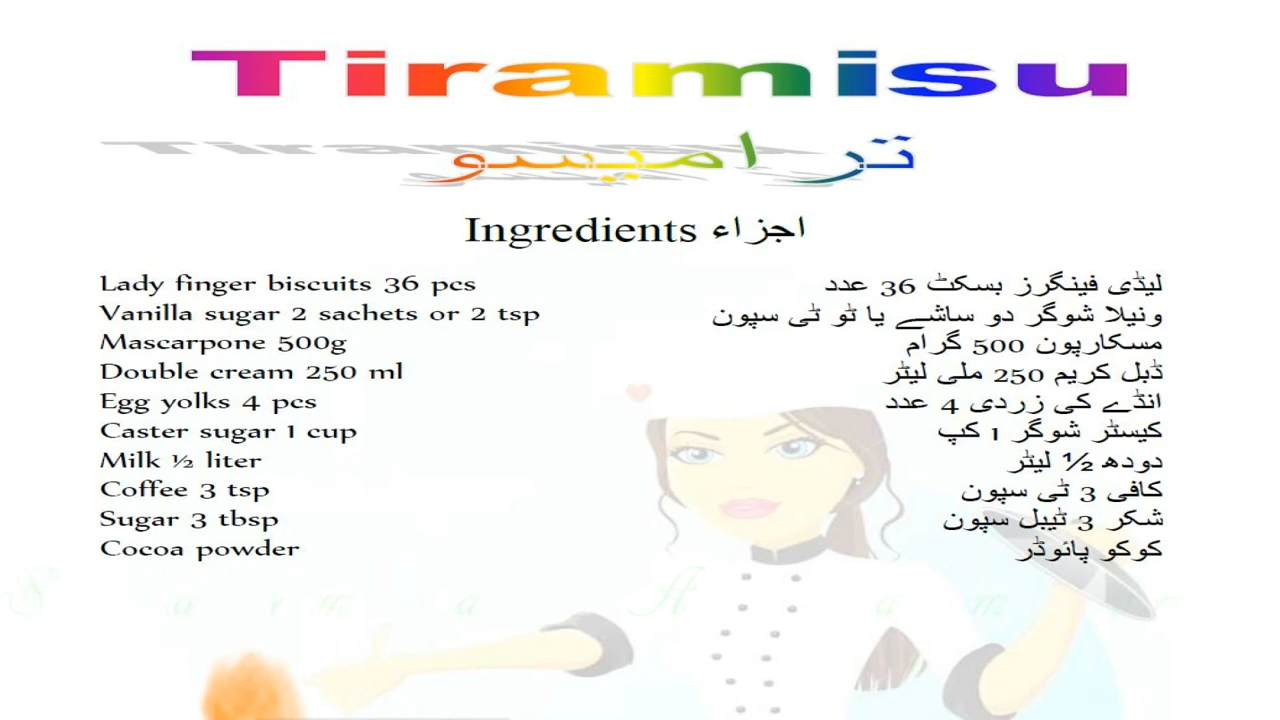 Tiramisu
ترامیسو
Ingredients اجزاء
Lady finger biscuits 36 pcs
لیڈی فینگرز بسکٹ 36 عدد
Vanilla sugar 2 sachets or 2 tsp
ونیلا شوگر دو ساشے یا ٹو ٹی سپون
Mascarpone 500g
مسکارپون 500 گرام
Double cream 250 ml
ڈبل کریم 250 ملی لیٹر
Egg yolks 4 pcs
انڈے کی زردی 4 عدد
Caster sugar 1 cup
کیسٹر شوگر 1 کپ
Milk ½ liter
دودھ ½ لیٹر
Coffee 3 tsp
کافی 3 ٹی سپون
Sugar 3 tbsp
شکر 3 ٹیبل سپون
Cocoa powder
کوکو پائوڈر